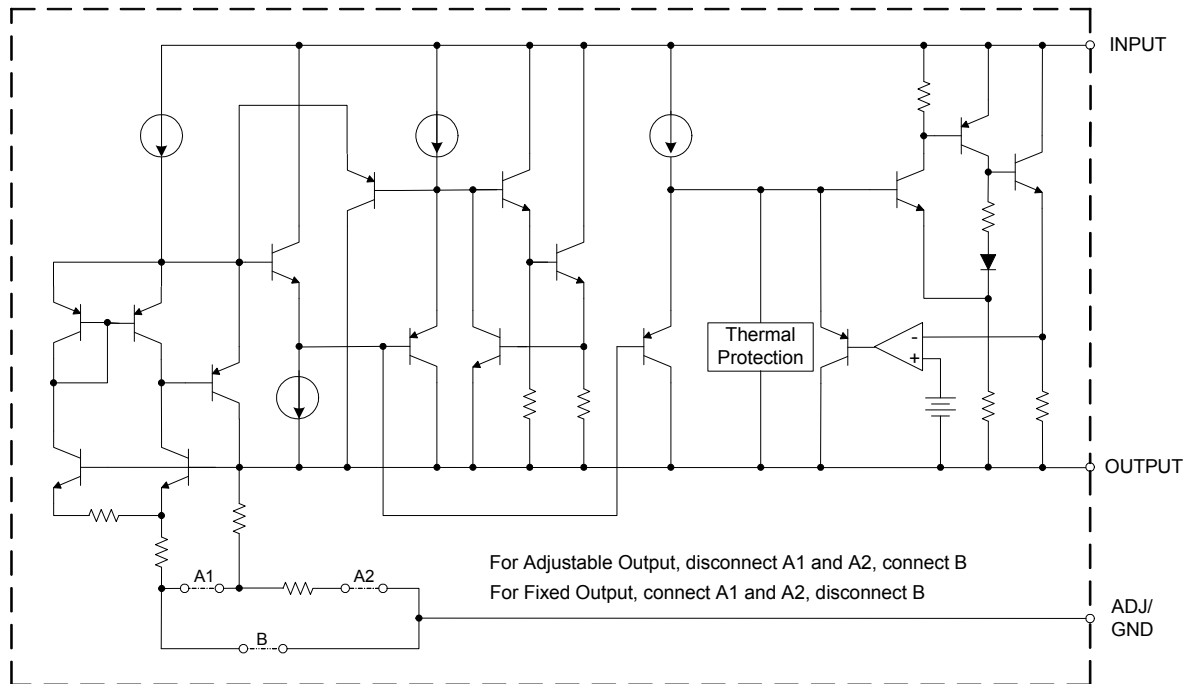 INPUT
Thermal
Protection
-
+
OUTPUT
For Adjustable Output, disconnect A1 and A2, connect B
For Fixed Output, connect A1 and A2, disconnect B
A1
A2
B
ADJ/
GND